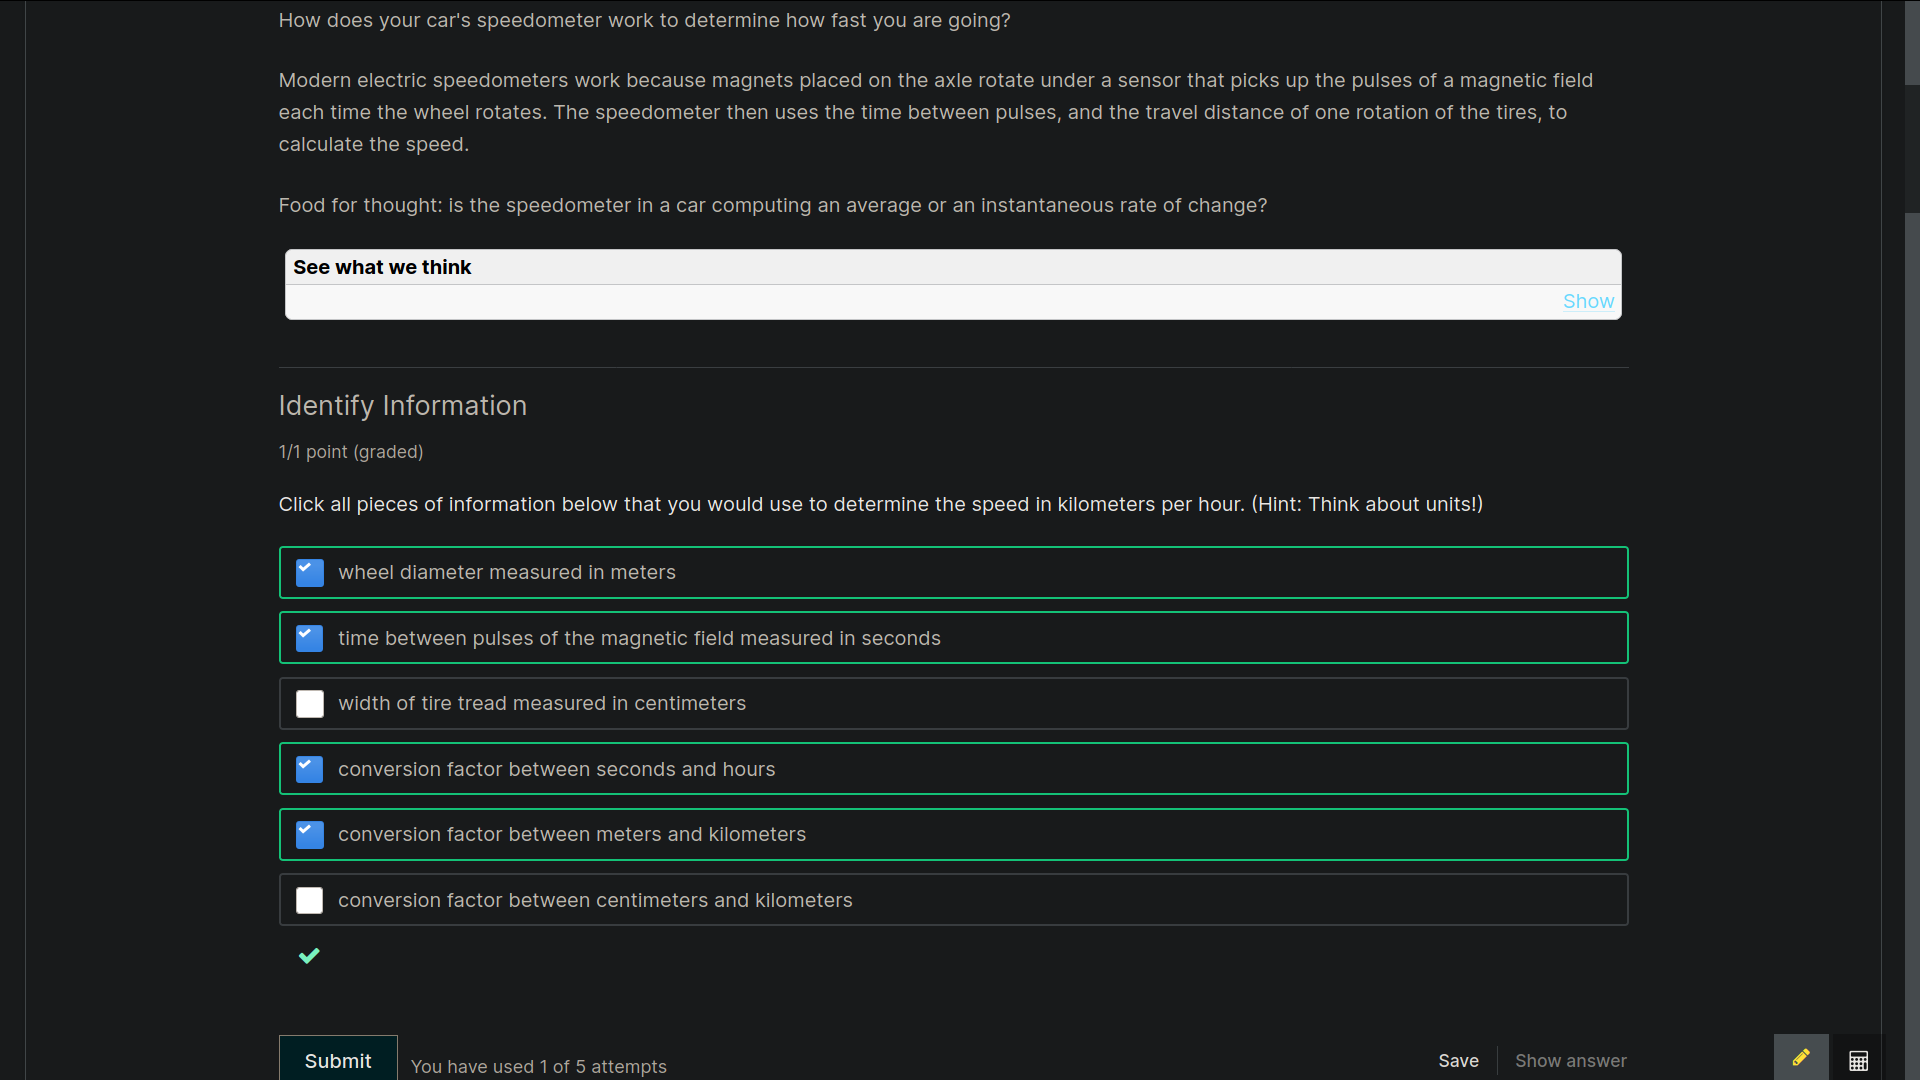 How does your car's speedometer work to determine how fast you are going?
Modern electric speedometers work because magnets placed on the axle rotate under a sensor that picks up the pulses of a magnetic field
each time the wheel rotates. The speedometer then uses the time between pulses, and the travel distance of one rotation of the tires, to
calculate the speed.
Food for thought: is the speedometer in a car computing an average or an instantaneous rate of change?
See what we think
Show
Identify Information
1/1 point (graded)
Click all pieces of information below that you would use to determine the speed in kilometers per hour. (Hint: Think about units!)
wheel diameter measured in meters
time between pulses of the magnetic field measured in seconds
width of tire tread measured in centimeters
conversion factor between seconds and hours
conversion factor between meters and kilometers
conversion factor between centimeters and kilometers
Submit
You have used 1 of 5 attempts
Save
Show answer